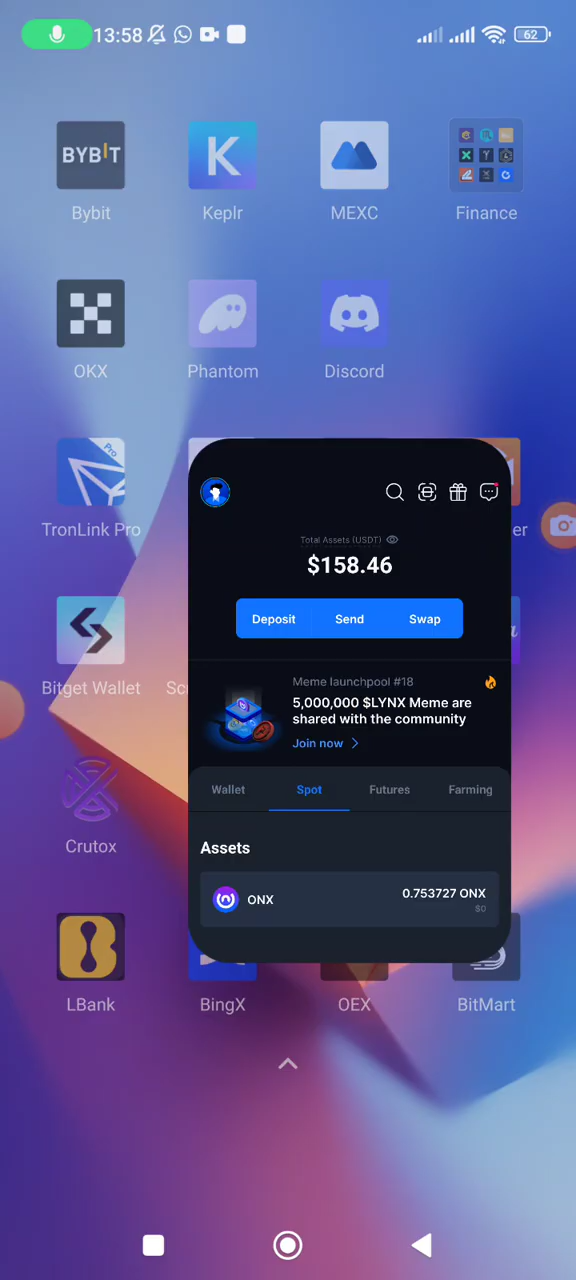 13:58
62
BYBIT
Bybit
Keplr
MEXC
Finance
OKX
Phantom
Discord
Pro
TronLink Pro
er
Total Assets (USDT)
$158.46
Deposit
Send
Swap
Bitget Wallet
Sc
Meme launchpool #18
5,000,000 $LYNX Meme are
shared with the community
Join now
Wallet
Spot
Futures
Farming
Crutox
Assets
ONX
0.753727 ONX
$0
LBank
BingX
OEX
BitMart